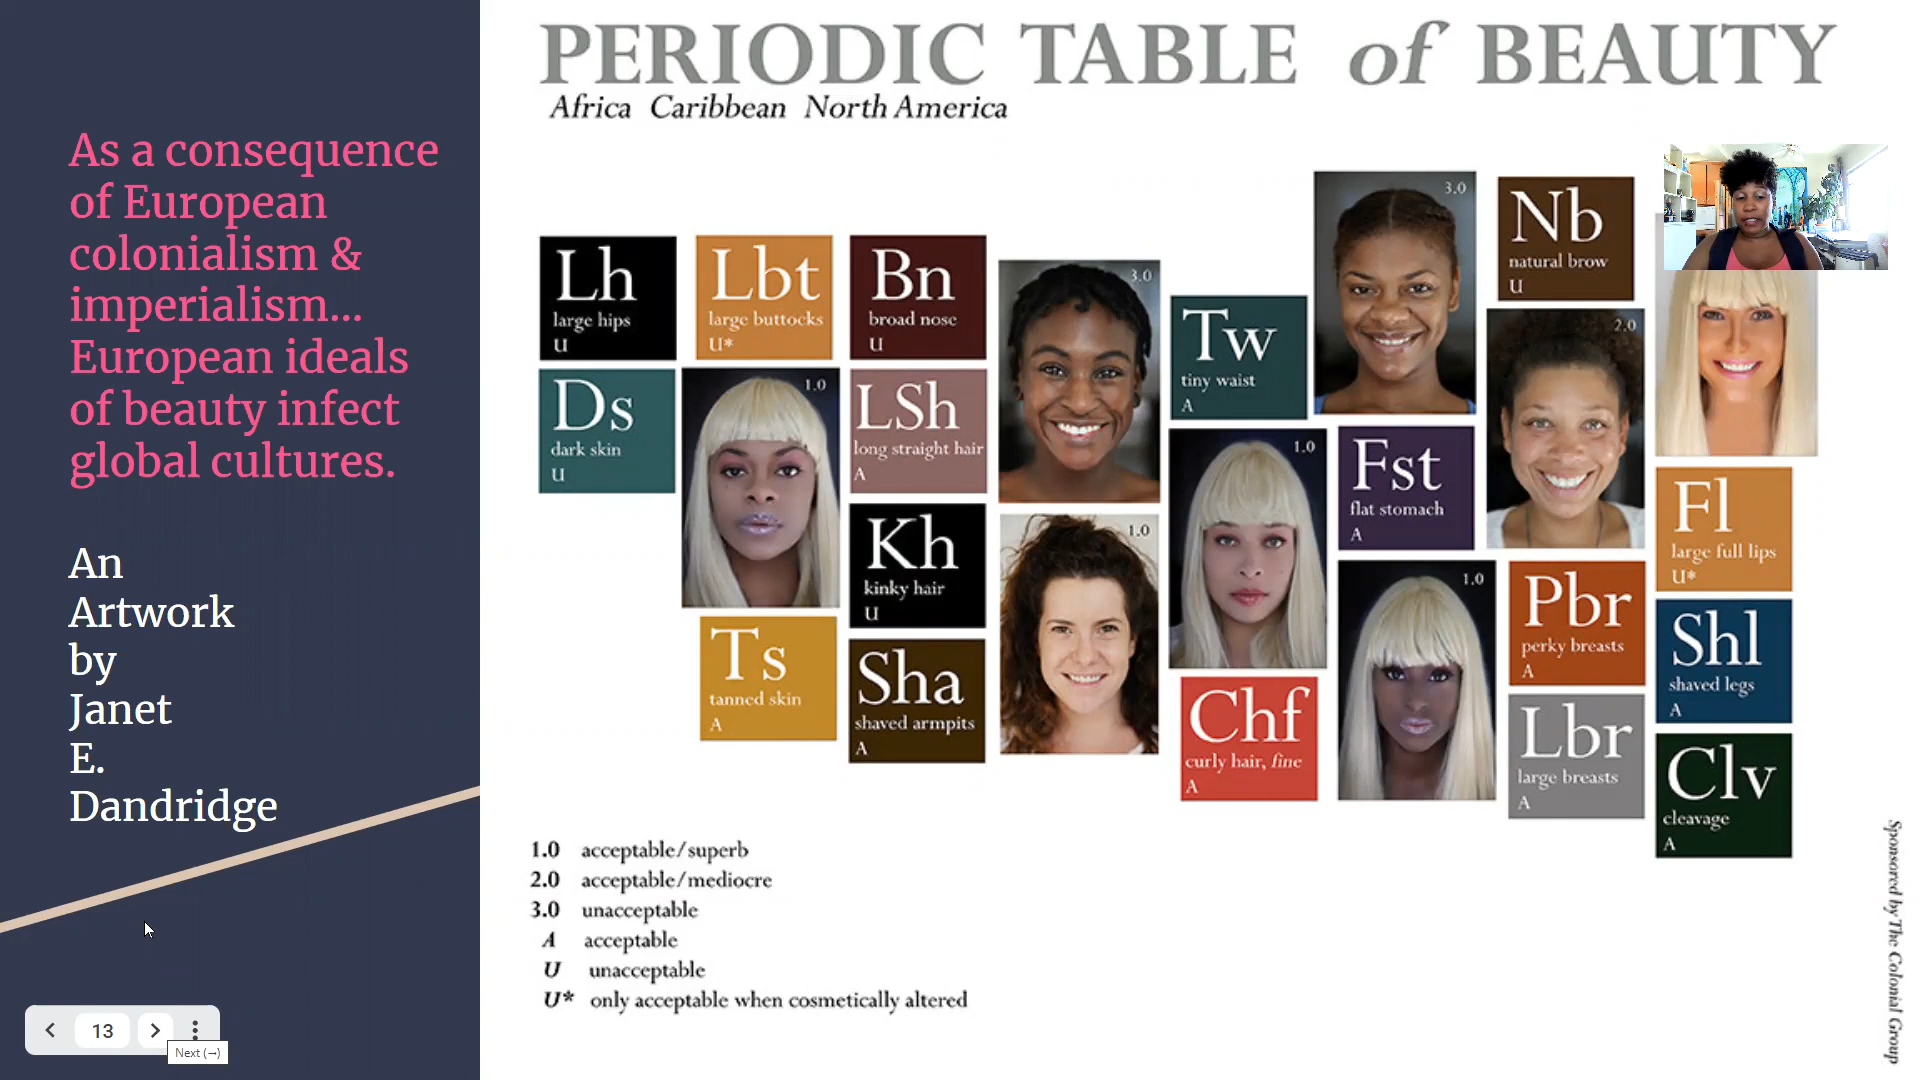 PERIODIC TABLE of BEAUTY
Africa Caribbean North America
As a consequence
of European
colonialism &
imperialism...
European ideals
of beauty infect
global cultures.
An
Artwork
by
Janet
E.
Dandridge
Lh
large hips
U
Lbt
large buttocks
U*
Bn
broad nose
U
3.0
Tw
tiny waist
A
3.0
Nb
natural brow
U
Ds
dark skin
U
1.0
LSh
long straight hair
A
1.0
Fst
flat stomach
A
2.0
Fl
large full lips
U*
Kh
kinky hair
U
1.0
1.0
Pbr
perky breasts
A
Shl
shaved legs
A
Ts
tanned skin
A
Sha
shaved armpits
A
Chf
curly hair, fine
A
Lbr
large breasts
A
Clv
cleavage
A
1.0 acceptable/superb
2.0 acceptable/mediocre
3.0 unacceptable
A acceptable
U unacceptable
U* only acceptable when cosmetically altered
Sponsored by The Colonial Group
13
Next (→)